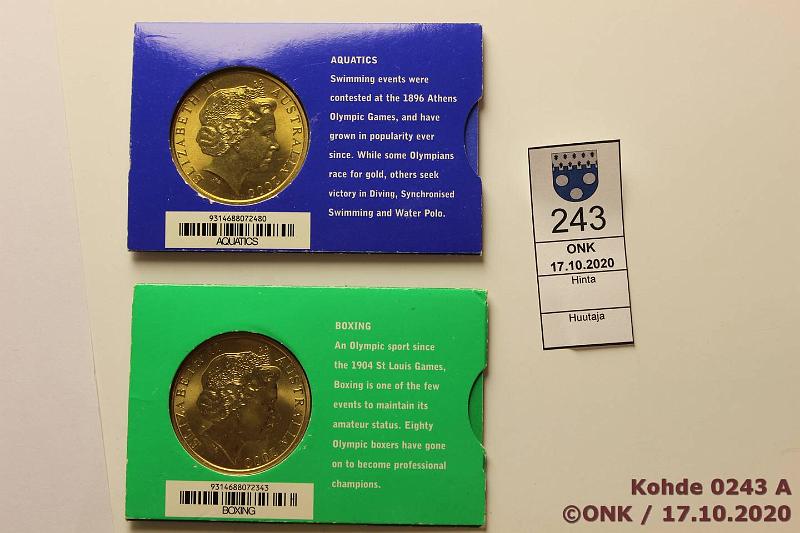 AQUATICS
Swimming events were
contested at the 1896 Athens
Olympic Games, and have
grown in popularity ever
since. While some Olympians
race for gold, others seek
victory in Diving, Synchronised
Swimming and Water Polo.
ELIZABETH II AUSTRALIA 2000
9314688072480
AQUATICS
BOXING
An Olympic sport since
the 1904 St Louis Games,
Boxing is one of the few
events to maintain its
amateur status. Eighty
Olympic boxers have gone
on to become professional
champions.
ELIZABETH II AUSTRALIA 2000
9314688072343
BOXING
243
ONK
17.10.2020
Hinta
Huutaja
Kohde 0243 A
©ONK / 17.10.2020